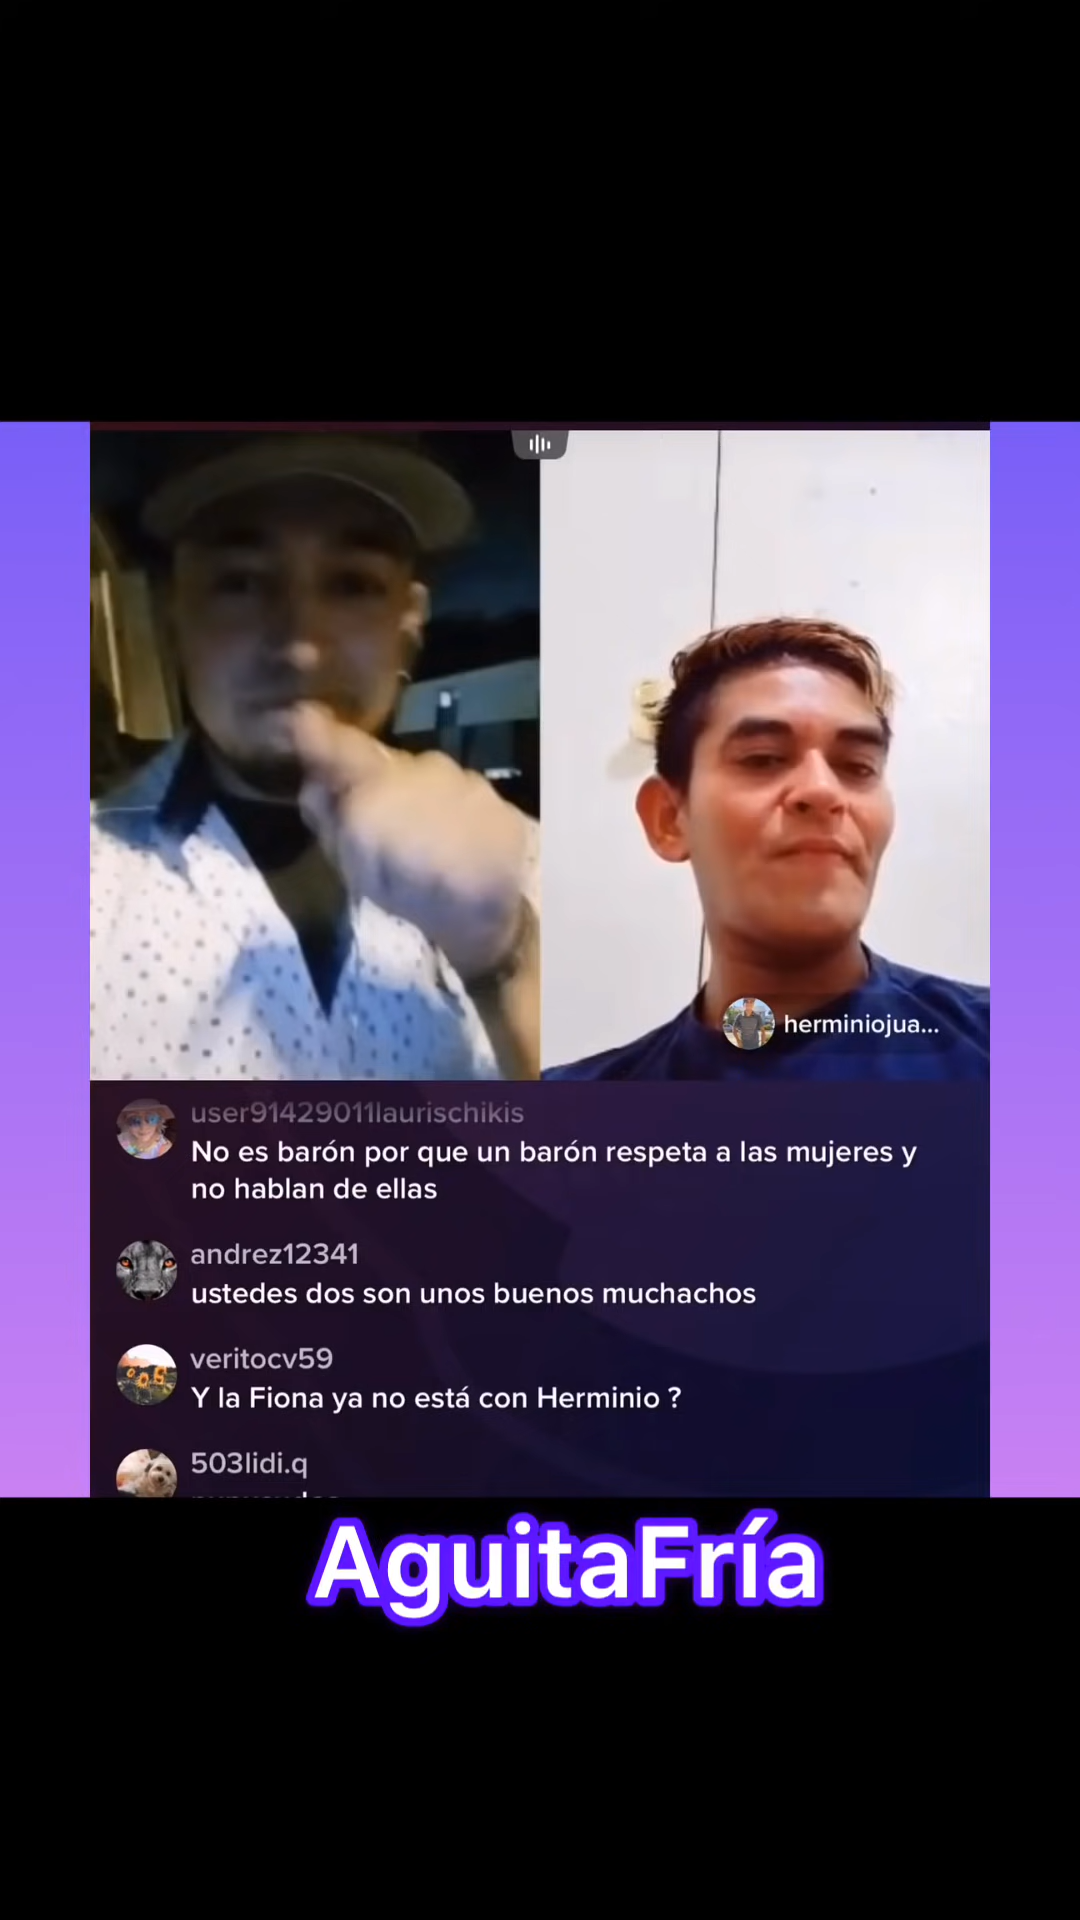 herminiojua...
user91429011laurischikis
No es barón por que un barón respeta a las mujeres y
no hablan de ellas
andrez12341
ustedes dos son unos buenos muchachos
veritocv59
Y la Fiona ya no está con Herminio ?
503lidi.q
AguitaFría